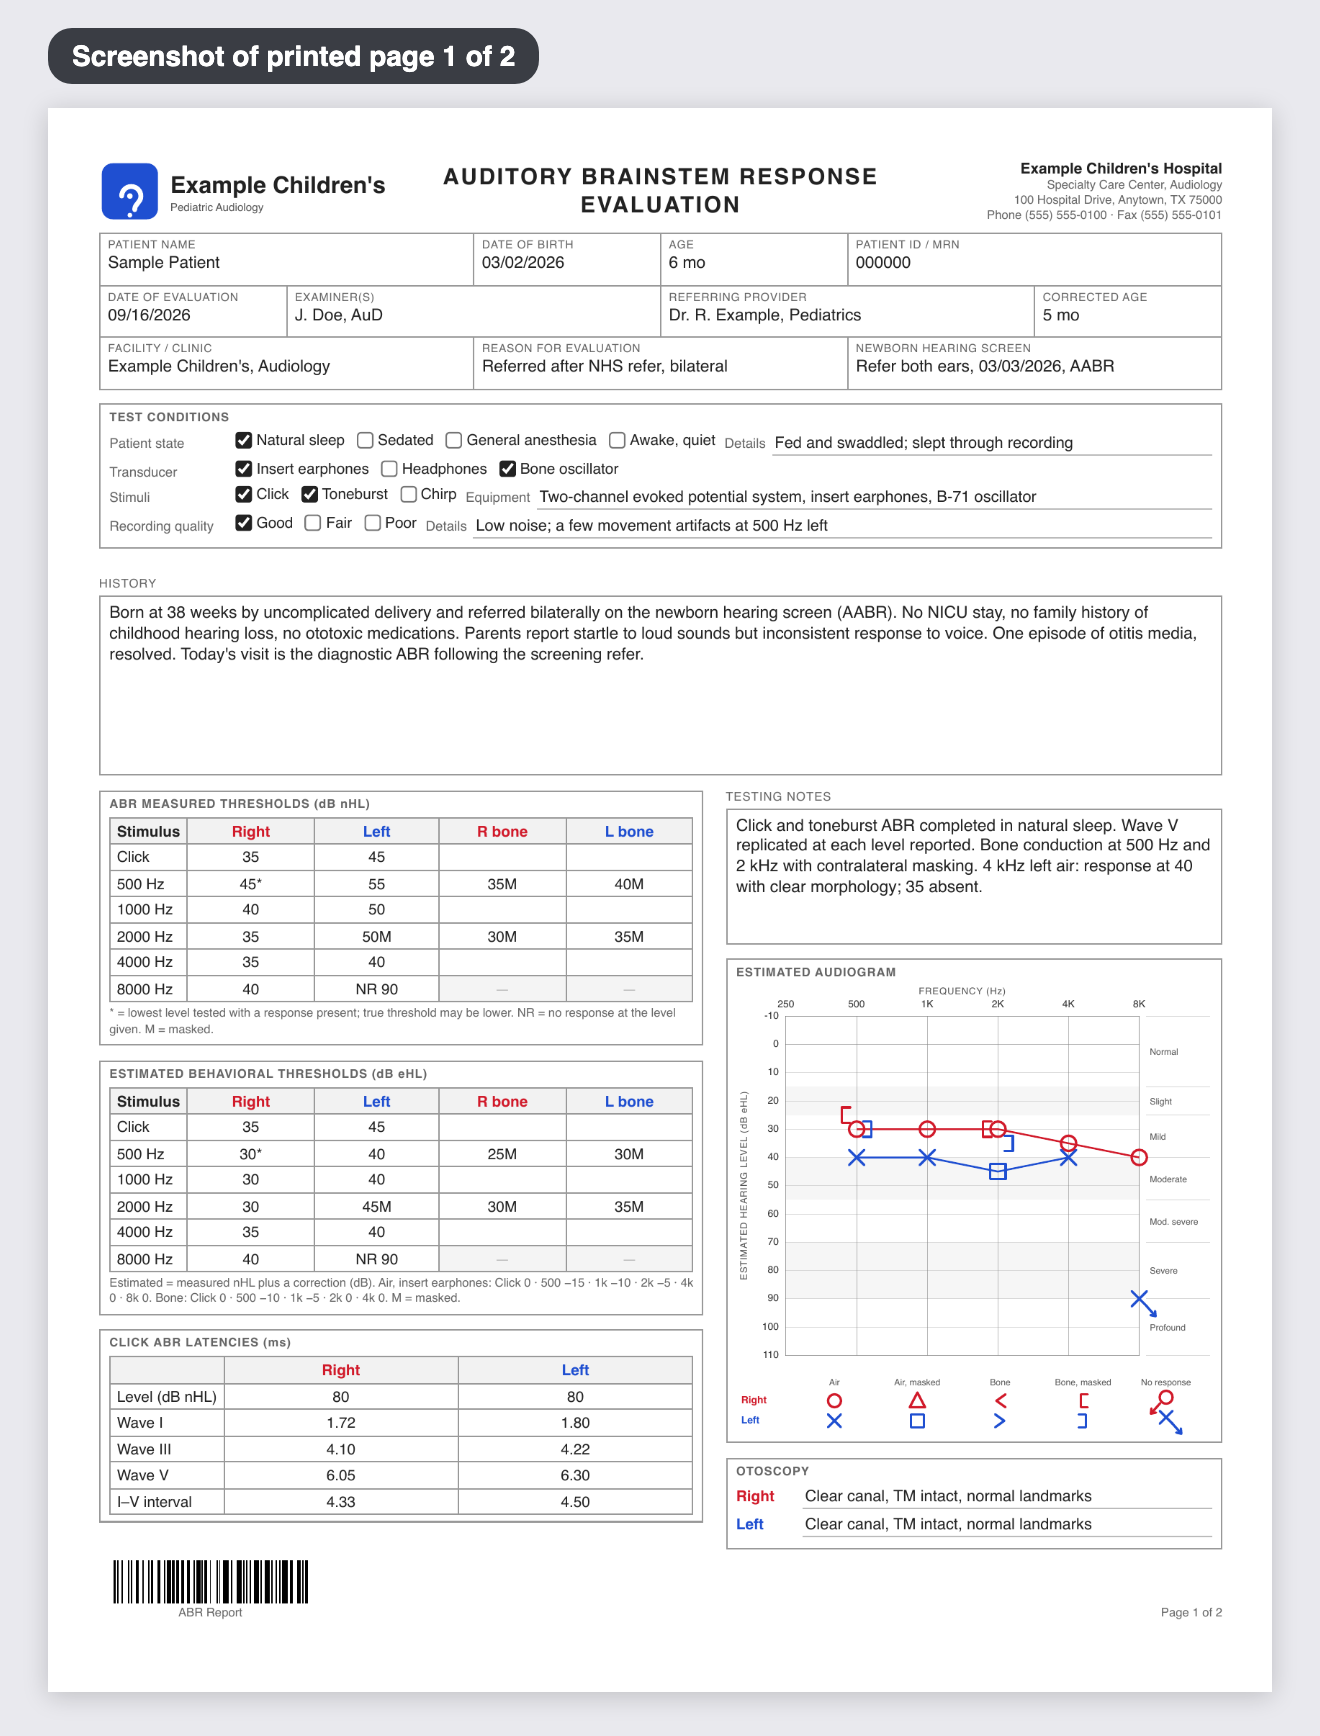 Screenshot of printed page 1 of 2
Example Children's
Pediatric Audiology
AUDITORY BRAINSTEM RESPONSE
EVALUATION
Example Children's Hospital
Specialty Care Center, Audiology
100 Hospital Drive, Anytown, TX 75000
Phone (555) 555-0100 · Fax (555) 555-0101
PATIENT NAME DATE OF BIRTH AGE PATIENT ID / MRN
Sample Patient 03/02/2026 6 mo 000000
DATE OF EVALUATION EXAMINER(S) REFERRING PROVIDER CORRECTED AGE
09/16/2026 J. Doe, AuD Dr. R. Example, Pediatrics 5 mo
FACILITY / CLINIC REASON FOR EVALUATION NEWBORN HEARING SCREEN
Example Children's, Audiology Referred after NHS refer, bilateral Refer both ears, 03/03/2026, AABR
TEST CONDITIONS
Patient state Natural sleep Sedated General anesthesia Awake, quiet Details Fed and swaddled; slept through recording
Transducer Insert earphones Headphones Bone oscillator
Stimuli Click Toneburst Chirp Equipment Two-channel evoked potential system, insert earphones, B-71 oscillator
Recording quality Good Fair Poor Details Low noise; a few movement artifacts at 500 Hz left
HISTORY
Born at 38 weeks by uncomplicated delivery and referred bilaterally on the newborn hearing screen (AABR). No NICU stay, no family history of
childhood hearing loss, no ototoxic medications. Parents report startle to loud sounds but inconsistent response to voice. One episode of otitis media,
resolved. Today's visit is the diagnostic ABR following the screening refer.
ABR MEASURED THRESHOLDS (dB nHL)
Stimulus Right Left R bone L bone
Click 35 45
500 Hz 45* 55 35M 40M
1000 Hz 40 50
2000 Hz 35 50M 30M 35M
4000 Hz 35 40
8000 Hz 40 NR 90 — —
* = lowest level tested with a response present; true threshold may be lower. NR = no response at the level
given. M = masked.
ESTIMATED BEHAVIORAL THRESHOLDS (dB eHL)
Stimulus Right Left R bone L bone
Click 35 45
500 Hz 30* 40 25M 30M
1000 Hz 30 40
2000 Hz 30 45M 30M 35M
4000 Hz 35 40
8000 Hz 40 NR 90 — —
Estimated = measured nHL plus a correction (dB). Air, insert earphones: Click 0 · 500 −15 · 1k −10 · 2k −5 · 4k
0 · 8k 0. Bone: Click 0 · 500 −10 · 1k −5 · 2k 0 · 4k 0. M = masked.
CLICK ABR LATENCIES (ms)
Right Left
Level (dB nHL) 80 80
Wave I 1.72 1.80
Wave III 4.10 4.22
Wave V 6.05 6.30
I–V interval 4.33 4.50
TESTING NOTES
Click and toneburst ABR completed in natural sleep. Wave V
replicated at each level reported. Bone conduction at 500 Hz and
2 kHz with contralateral masking. 4 kHz left air: response at 40
with clear morphology; 35 absent.
ESTIMATED AUDIOGRAM
FREQUENCY (Hz)
250 500 1K 2K 4K 8K
ESTIMATED HEARING LEVEL (dB eHL)
-10
0
Normal
10
20 Slight
30
Mild
40
Moderate
50
60 Mod. severe
70
80 Severe
90
100 Profound
110
Air Air, masked Bone Bone, masked No response
Right
Left
OTOSCOPY
Right Clear canal, TM intact, normal landmarks
Left Clear canal, TM intact, normal landmarks
ABR Report
Page 1 of 2